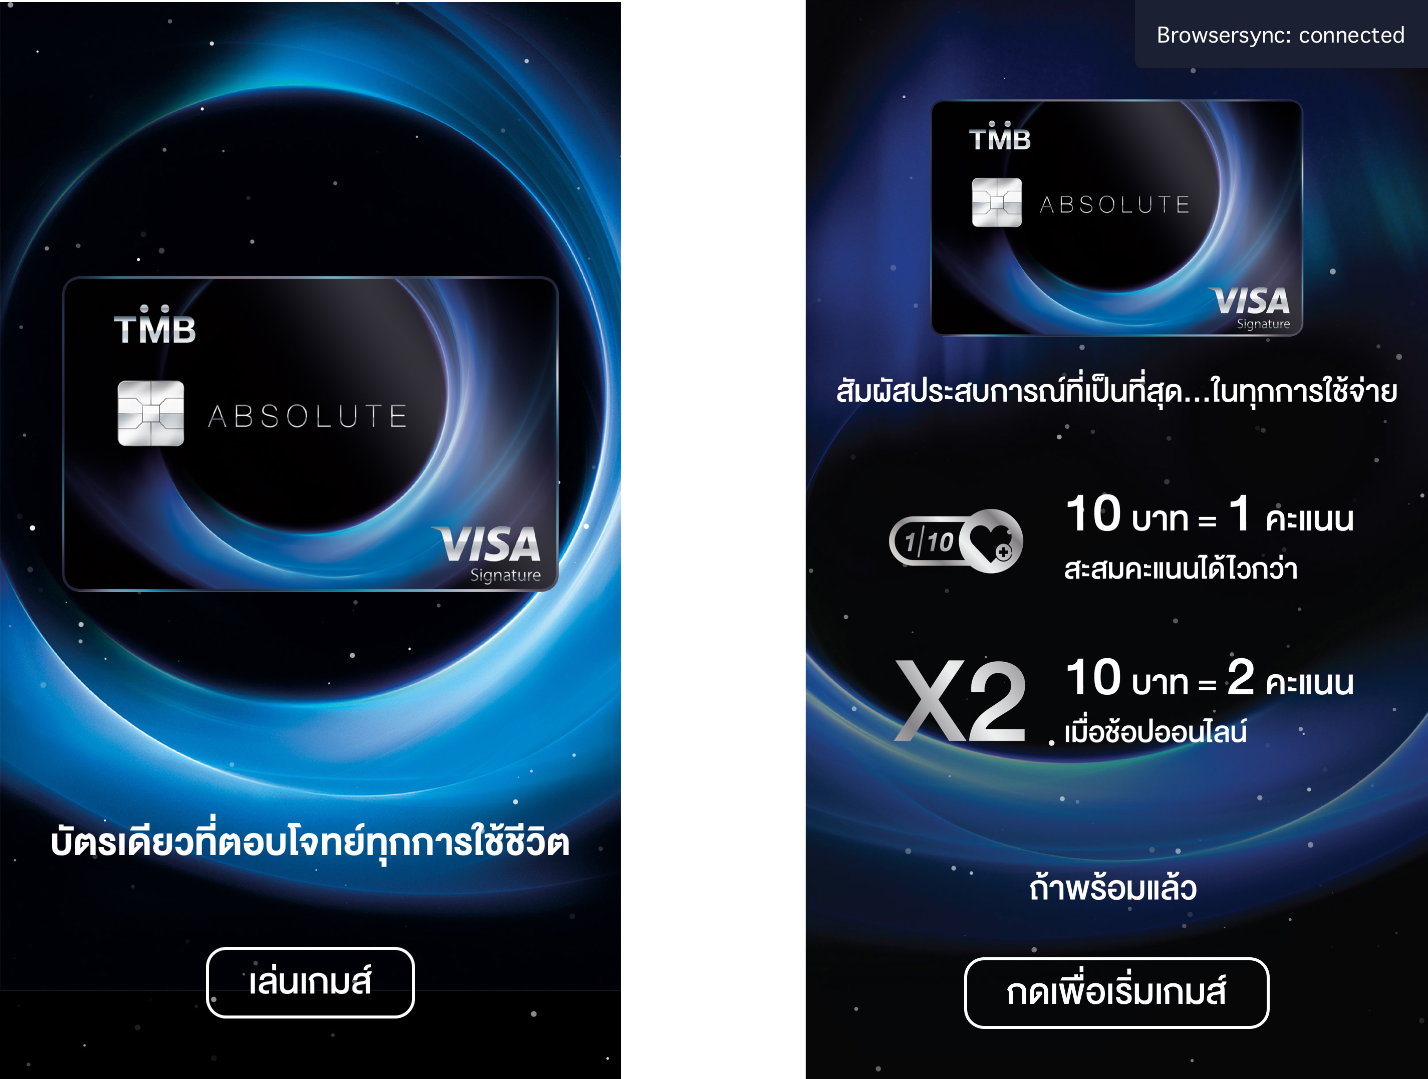 TMB
ABSOLUTE
VISA
Signature
บัตรเดียวที่ตอบโจทย์ทุกการใช้ชีวิต
เล่นเกมส์
Browsersync: connected
TMB
ABSOLUTE
VISA
Signature
สัมผัสประสบการณ์ที่เป็นที่สุด...ในทุกการใช้จ่าย
1/10
10 บาท = 1 คะแนน
สะสมคะแนนได้ไวกว่า
X2
10 บาท = 2 คะแนน
เมื่อช้อปออนไลน์
ถ้าพร้อมแล้ว
กดเพื่อเริ่มเกมส์